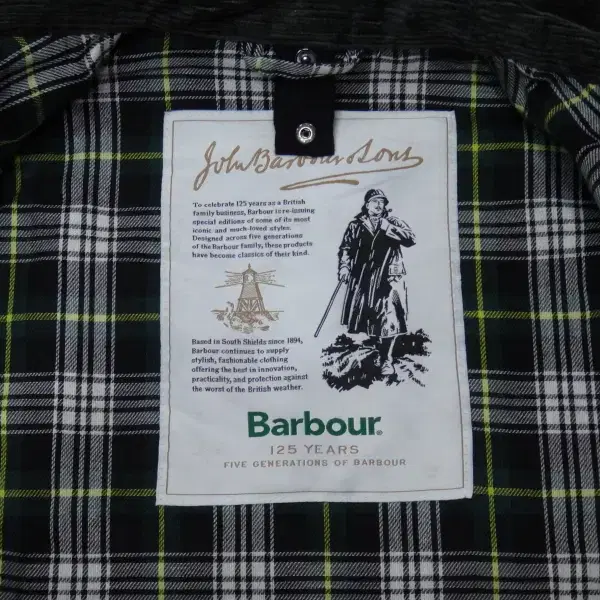 John Barbour & Sons
To celebrate 125 years as a British
family business, Barbour is re-issuing
special editions of some of its most
iconic and much-loved styles.
Designed across five generations
of the Barbour family, these products
have become classics of their kind.
Based in South Shields since 1894,
Barbour continues to supply
stylish, fashionable clothing
offering the best in innovation,
practicality, and protection against
the worst of the British weather.
Barbour®
125 YEARS
FIVE GENERATIONS OF BARBOUR